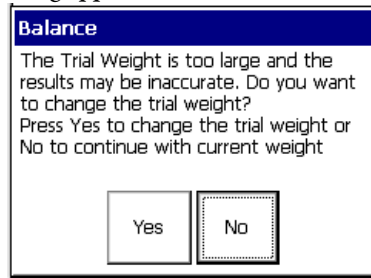 Balance
The Trial Weight is too large and the
results may be inaccurate. Do you want
to change the trial weight?
Press Yes to change the trial weight or
No to continue with current weight
Yes
No